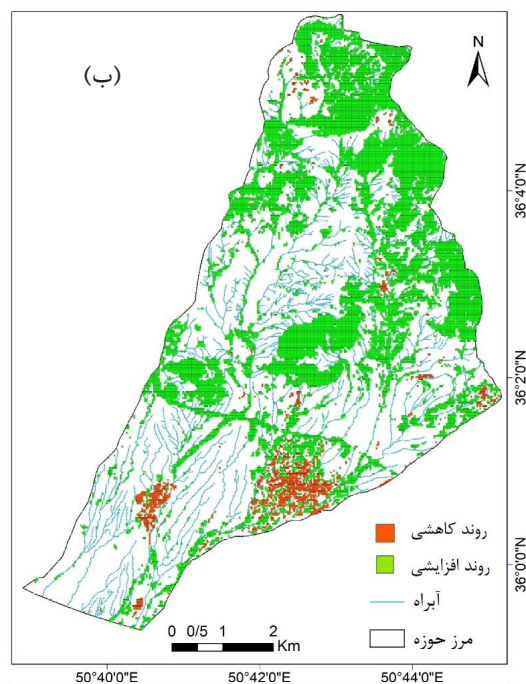 (ب)
N
36°4'0"N
36°2'0"N
36°0'0"N
روند کاهشی
روند افزایشی
آبراه
مرز حوزه
0 0/5 1 2
Km
50°40'0"E 50°42'0"E 50°44'0"E